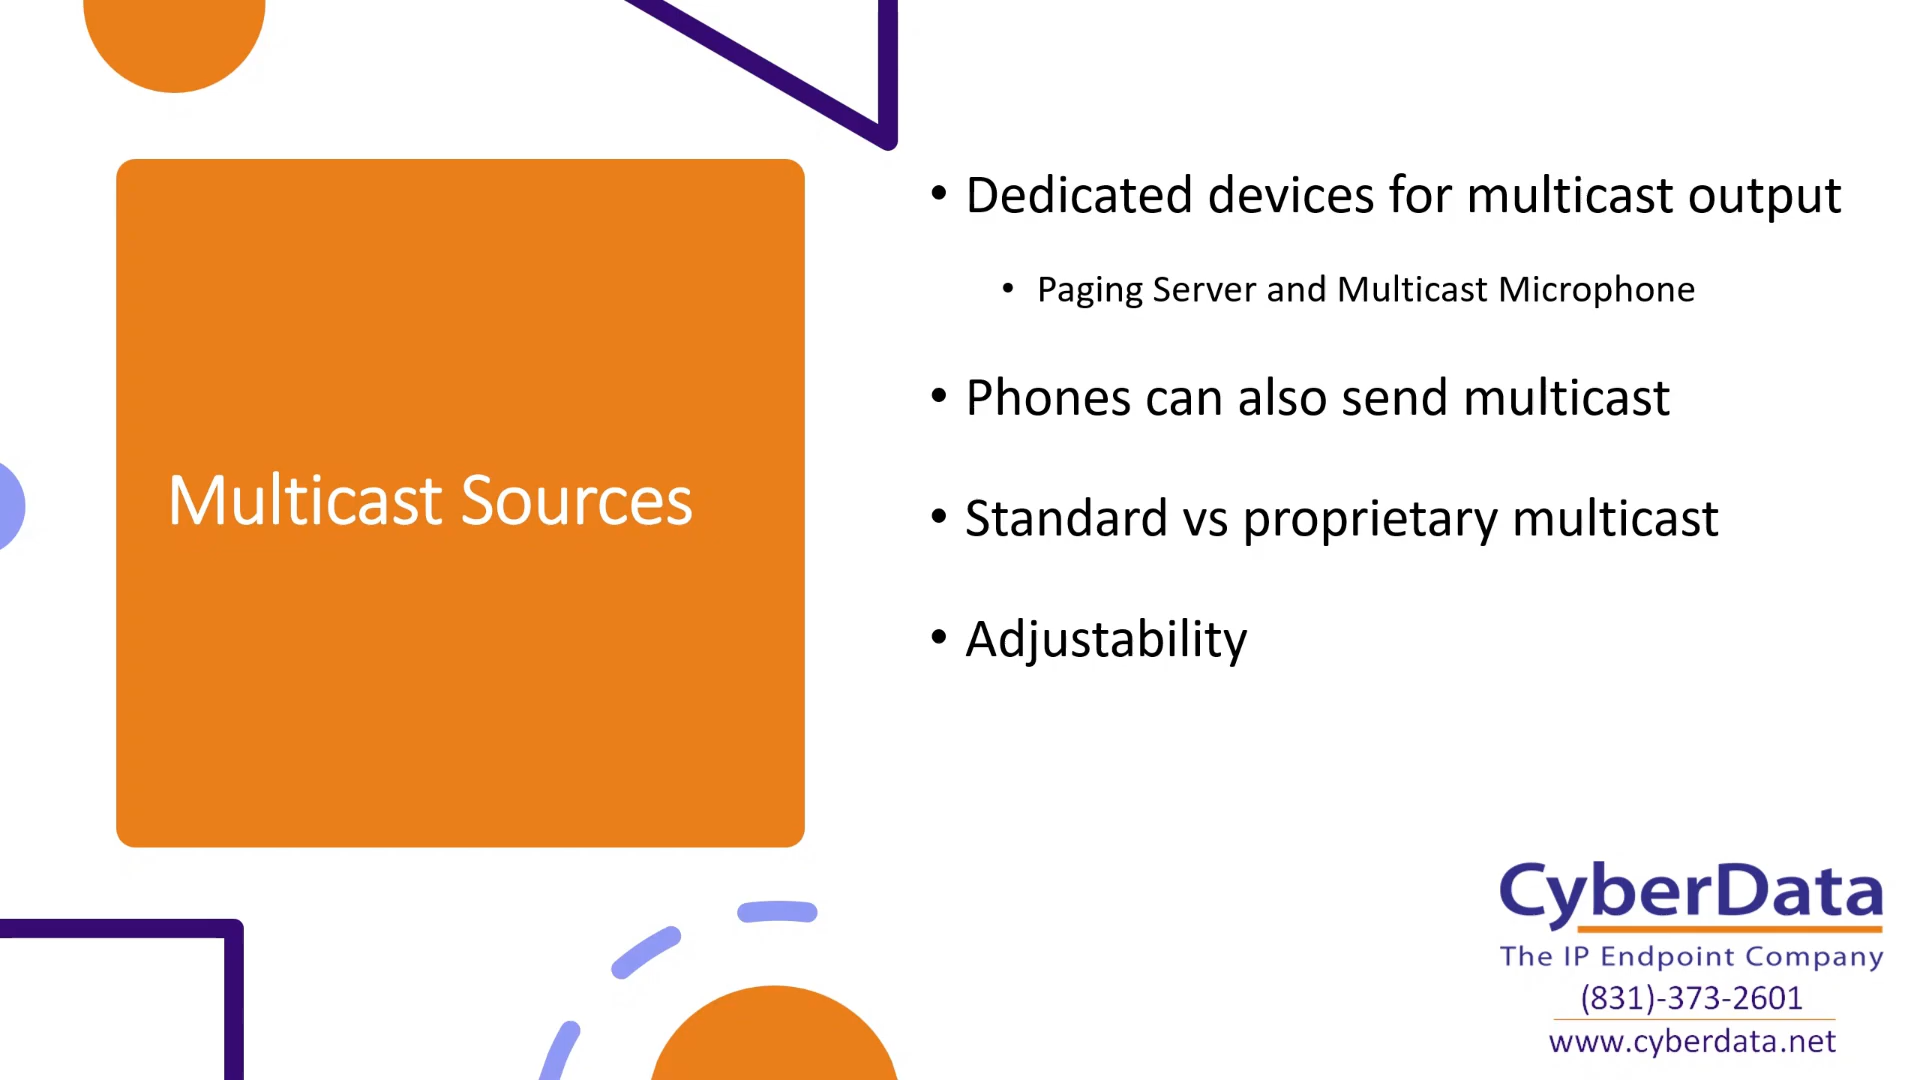 Multicast Sources
• Dedicated devices for multicast output
• Paging Server and Multicast Microphone
• Phones can also send multicast
• Standard vs proprietary multicast
• Adjustability
CyberData
The IP Endpoint Company
(831)-373-2601
www.cyberdata.net